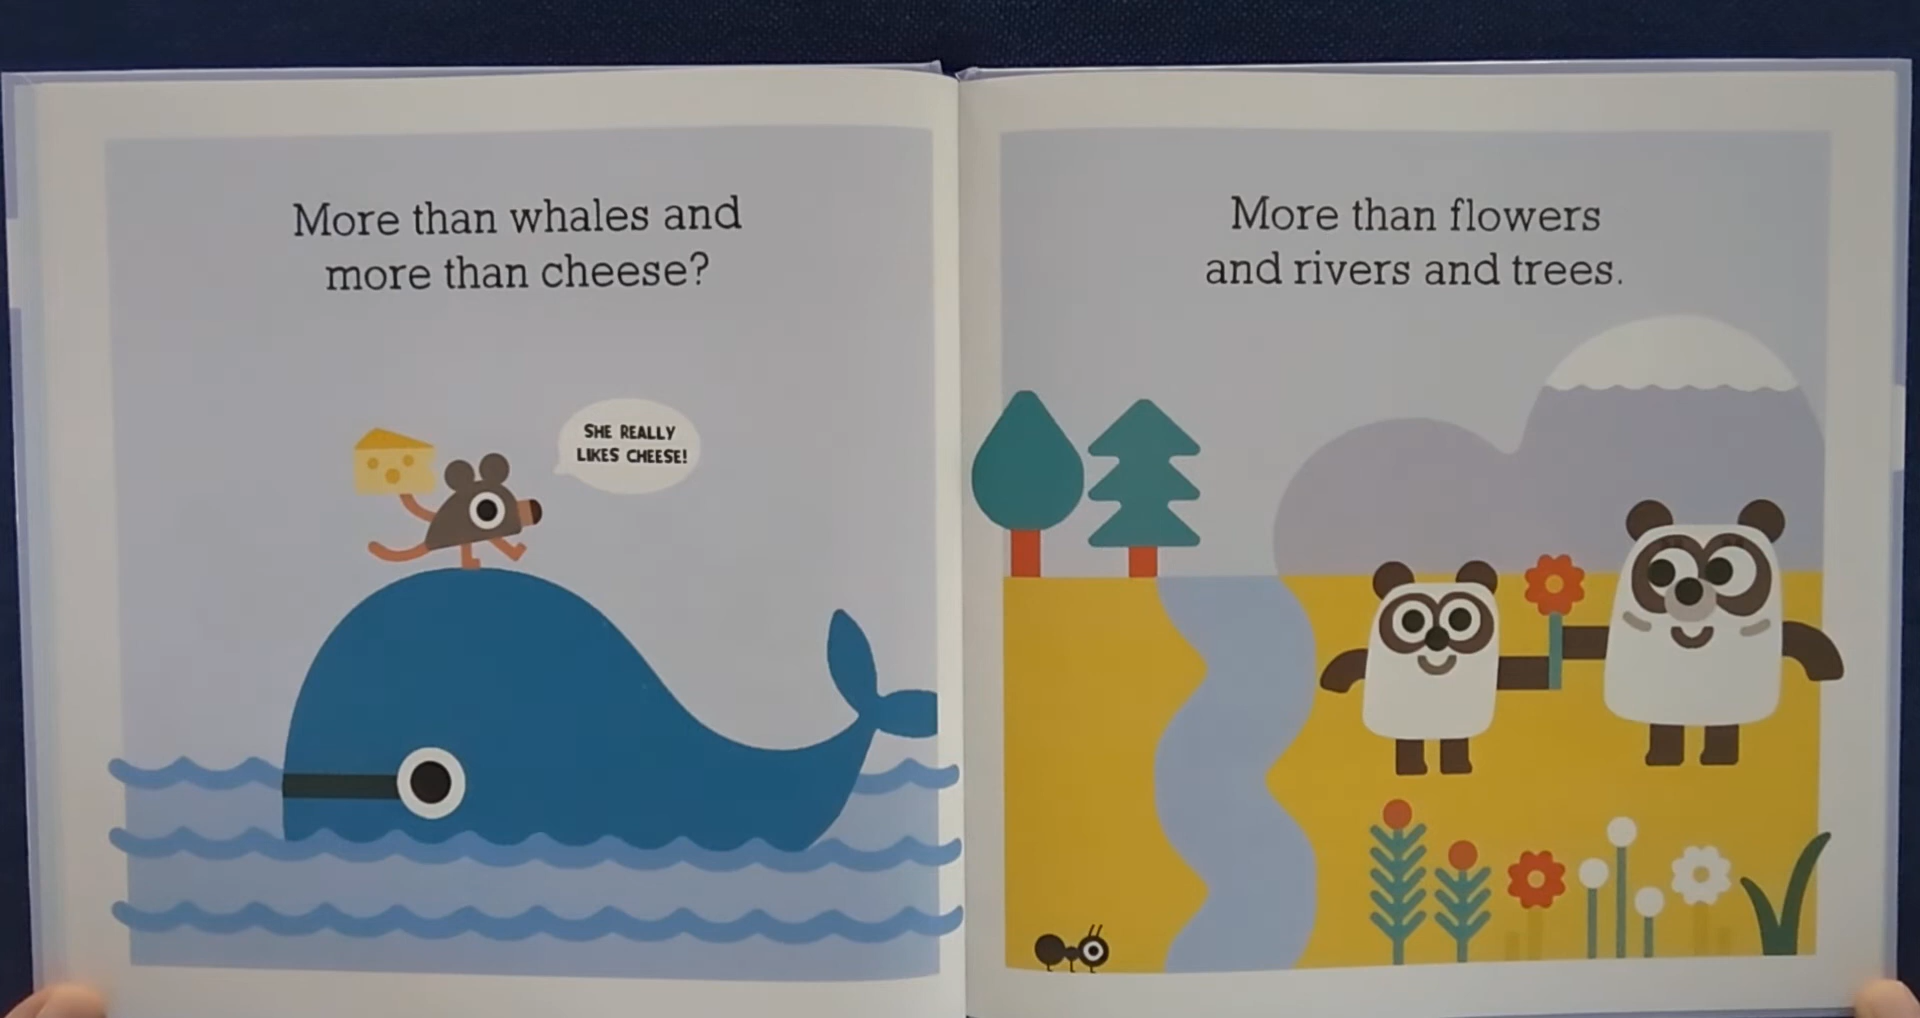 More than whales and
more than cheese?
SHE REALLY
LIKES CHEESE!
More than flowers
and rivers and trees.